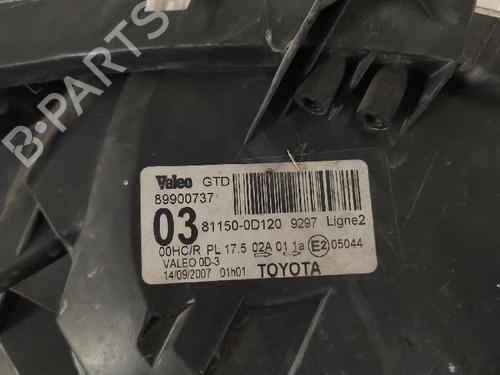 B-PARTS
Valeo GTD
89900737
03 81150-0D120 9297 Ligne2
00HC/R PL 17.5 02A 01 1a E2 05044
VALEO 0D-3
14/09/2007 01h01 TOYOTA